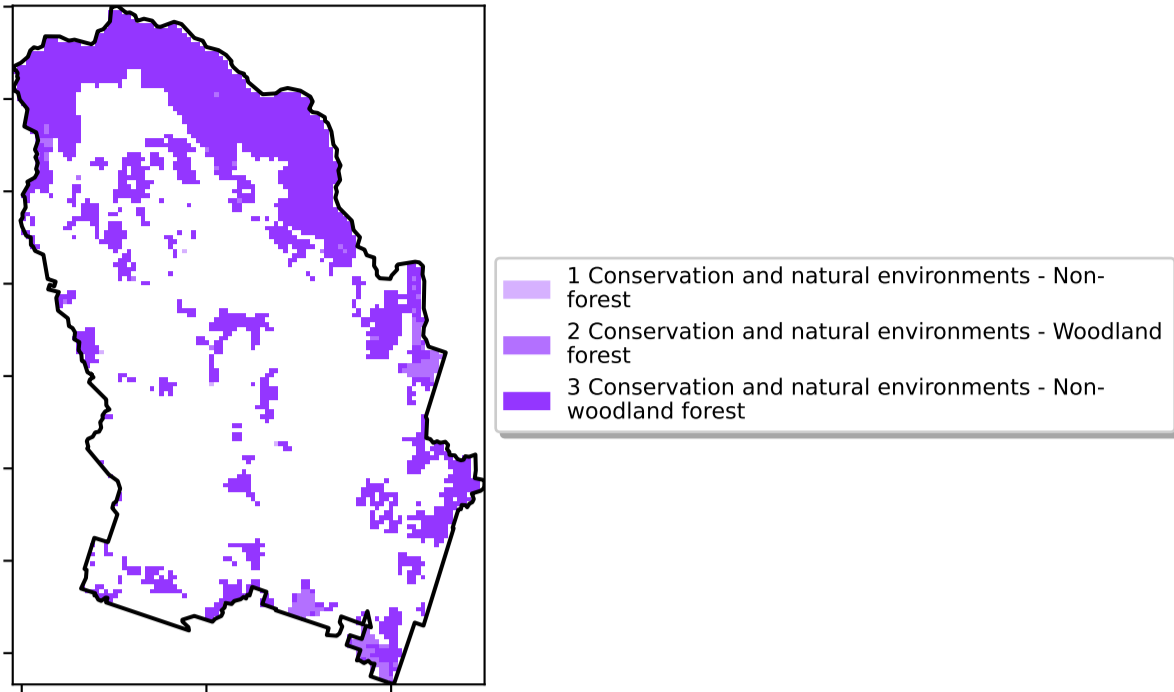 1 Conservation and natural environments - Non-
forest
2 Conservation and natural environments - Woodland
forest
3 Conservation and natural environments - Non-
woodland forest